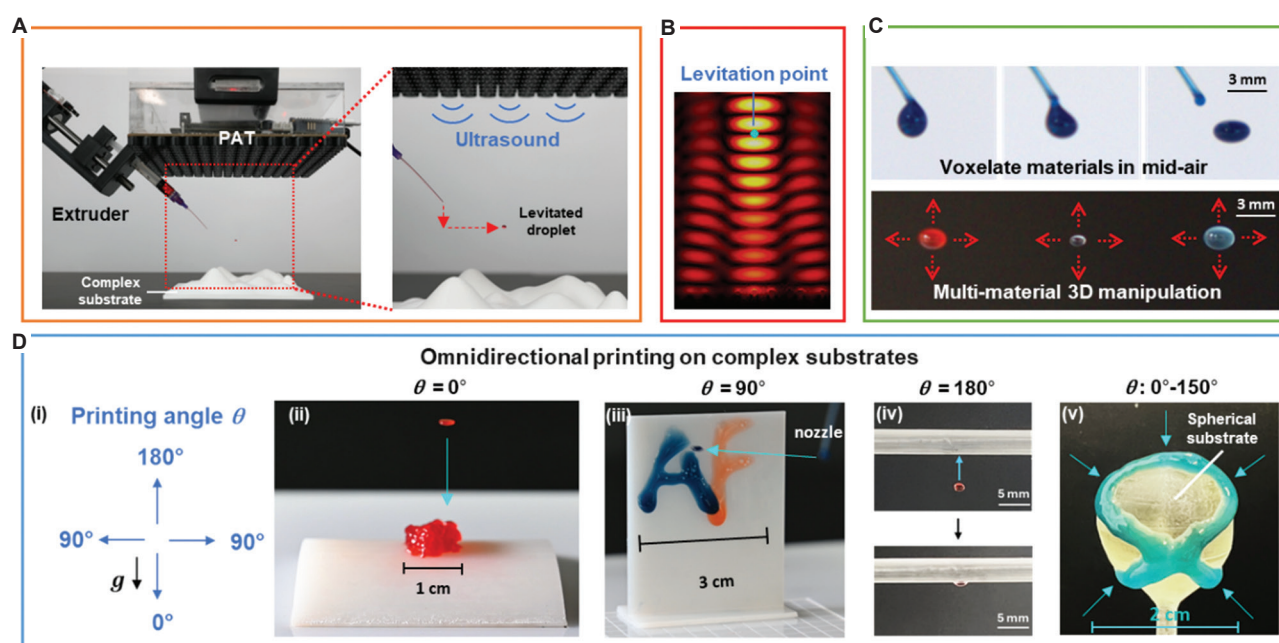 A
PAT
Extruder
Complex
substrate
Ultrasound
Levitated
droplet
B
Levitation point
C
3 mm
Voxelate materials in mid-air
3 mm
Multi-material 3D manipulation
D
Omnidirectional printing on complex substrates
(i)
Printing angle θ
180°
90°
90°
g
0°
θ = 0°
(ii)
1 cm
θ = 90°
(iii)
nozzle
AF
3 cm
θ = 180°
(iv)
5 mm
5 mm
θ: 0°-150°
(v)
Spherical
substrate
2 cm